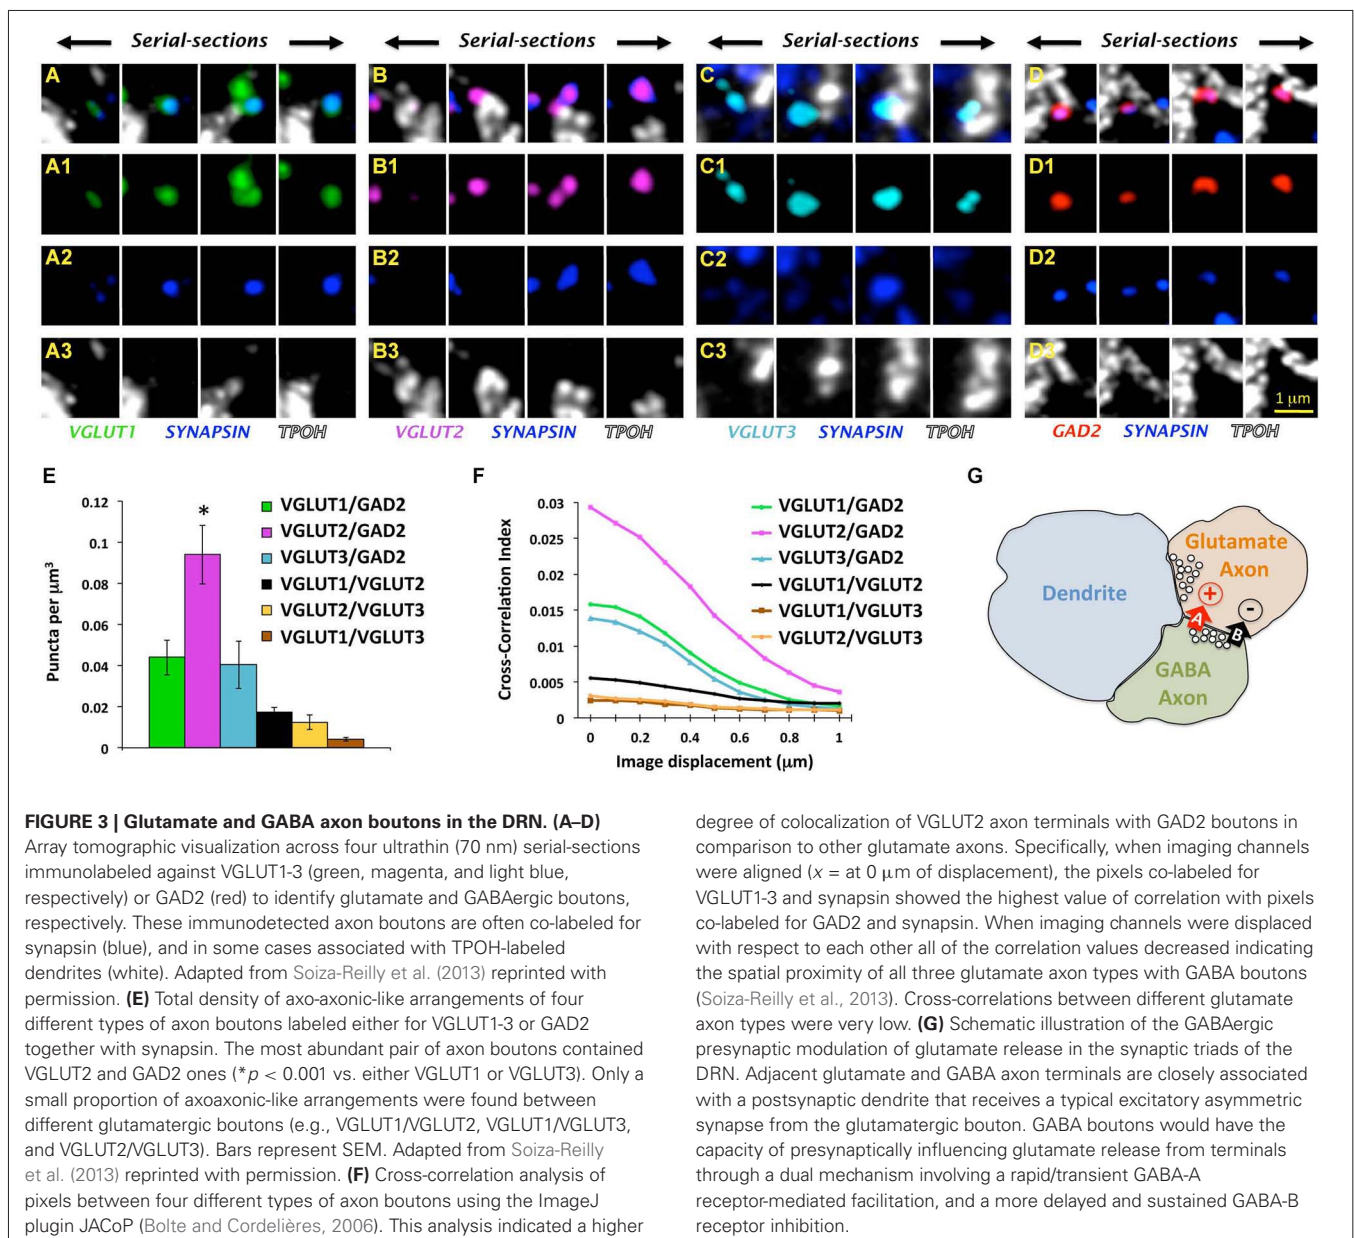 Serial-sections Serial-sections Serial-sections Serial-sections
A B C D
A1 B1 C1 D1
A2 B2 C2 D2
A3 B3 C3 D3
1 μm
VGLUT1 SYNAPSIN TPOH VGLUT2 SYNAPSIN TPOH VGLUT3 SYNAPSIN TPOH GAD2 SYNAPSIN TPOH
E
Puncta per μm³
0.12
0.1
0.08
0.06
0.04
0.02
0
*
VGLUT1/GAD2
VGLUT2/GAD2
VGLUT3/GAD2
VGLUT1/VGLUT2
VGLUT2/VGLUT3
VGLUT1/VGLUT3
F
Cross-Correlation Index
0.03
0.025
0.02
0.015
0.01
0.005
0
0 0.2 0.4 0.6 0.8 1
Image displacement (μm)
VGLUT1/GAD2
VGLUT2/GAD2
VGLUT3/GAD2
VGLUT1/VGLUT2
VGLUT1/VGLUT3
VGLUT2/VGLUT3
G
Dendrite
Glutamate
Axon
+
-
A
B
GABA
Axon
FIGURE 3 | Glutamate and GABA axon boutons in the DRN. (A–D)
Array tomographic visualization across four ultrathin (70 nm) serial-sections
immunolabeled against VGLUT1-3 (green, magenta, and light blue,
respectively) or GAD2 (red) to identify glutamate and GABAergic boutons,
respectively. These immunodetected axon boutons are often co-labeled for
synapsin (blue), and in some cases associated with TPOH-labeled
dendrites (white). Adapted from Soiza-Reilly et al. (2013) reprinted with
permission. (E) Total density of axo-axonic-like arrangements of four
different types of axon boutons labeled either for VGLUT1-3 or GAD2
together with synapsin. The most abundant pair of axon boutons contained
VGLUT2 and GAD2 ones (*p < 0.001 vs. either VGLUT1 or VGLUT3). Only a
small proportion of axoaxonic-like arrangements were found between
different glutamatergic boutons (e.g., VGLUT1/VGLUT2, VGLUT1/VGLUT3,
and VGLUT2/VGLUT3). Bars represent SEM. Adapted from Soiza-Reilly
et al. (2013) reprinted with permission. (F) Cross-correlation analysis of
pixels between four different types of axon boutons using the ImageJ
plugin JACoP (Bolte and Cordelières, 2006). This analysis indicated a higher
degree of colocalization of VGLUT2 axon terminals with GAD2 boutons in
comparison to other glutamate axons. Specifically, when imaging channels
were aligned (x = at 0 μm of displacement), the pixels co-labeled for
VGLUT1-3 and synapsin showed the highest value of correlation with pixels
co-labeled for GAD2 and synapsin. When imaging channels were displaced
with respect to each other all of the correlation values decreased indicating
the spatial proximity of all three glutamate axon types with GABA boutons
(Soiza-Reilly et al., 2013). Cross-correlations between different glutamate
axon types were very low. (G) Schematic illustration of the GABAergic
presynaptic modulation of glutamate release in the synaptic triads of the
DRN. Adjacent glutamate and GABA axon terminals are closely associated
with a postsynaptic dendrite that receives a typical excitatory asymmetric
synapse from the glutamatergic bouton. GABA boutons would have the
capacity of presynaptically influencing glutamate release from terminals
through a dual mechanism involving a rapid/transient GABA-A
receptor-mediated facilitation, and a more delayed and sustained GABA-B
receptor inhibition.